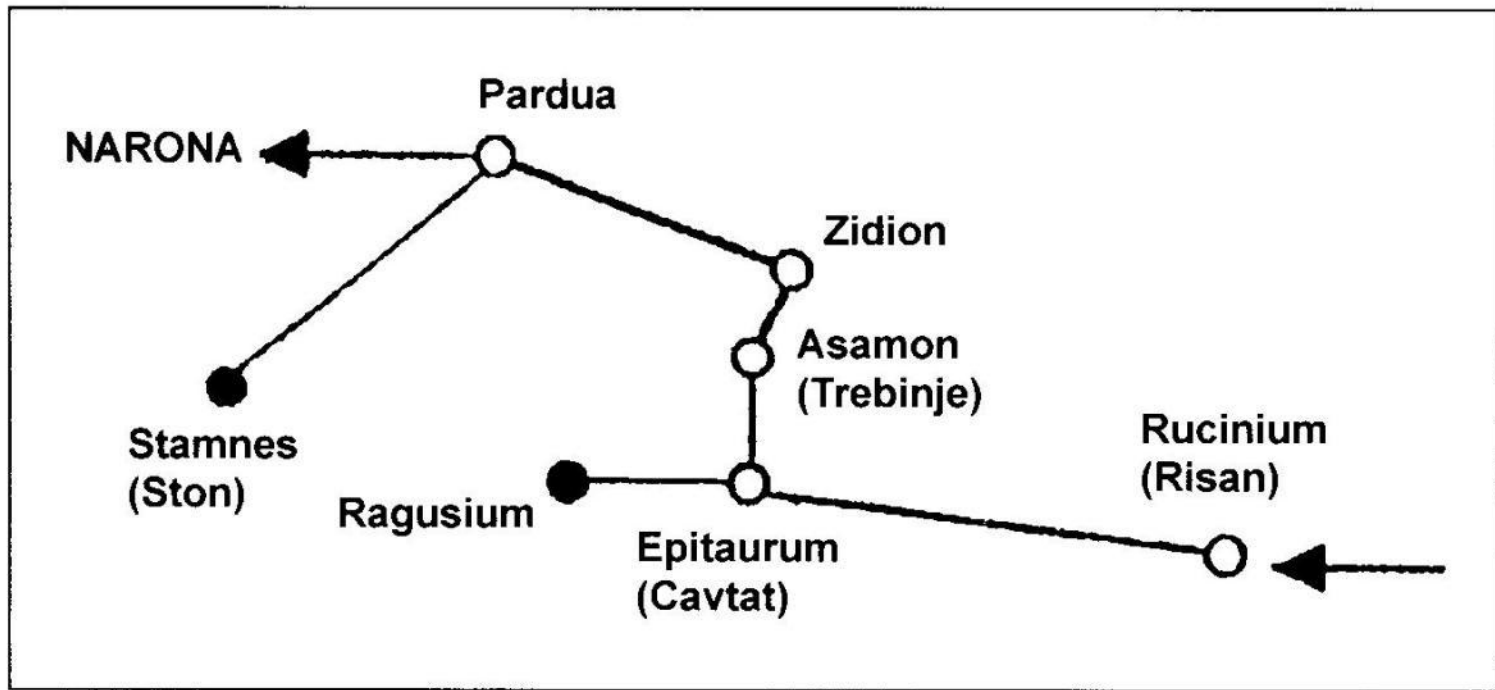 Pardua
NARONA
Zidion
Asamon
(Trebinje)
Rucinium
(Risan)
Stamnes
(Ston)
Ragusium
Epitaurum
(Cavtat)